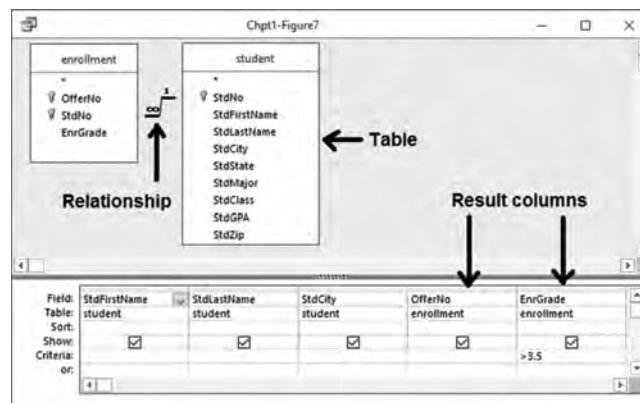 Chpt1-Figure7
enrollment
*
OfferNo
StdNo
EnrGrade
∞
1
student
*
StdNo
StdFirstName
StdLastName
StdCity
StdState
StdMajor
StdClass
StdGPA
StdZip
Relationship
Table
Result columns
Field: StdFirstName StdLastName StdCity OfferNo EnrGrade
Table: student student student enrollment enrollment
Sort:
Show:
Criteria: >3.5
or: